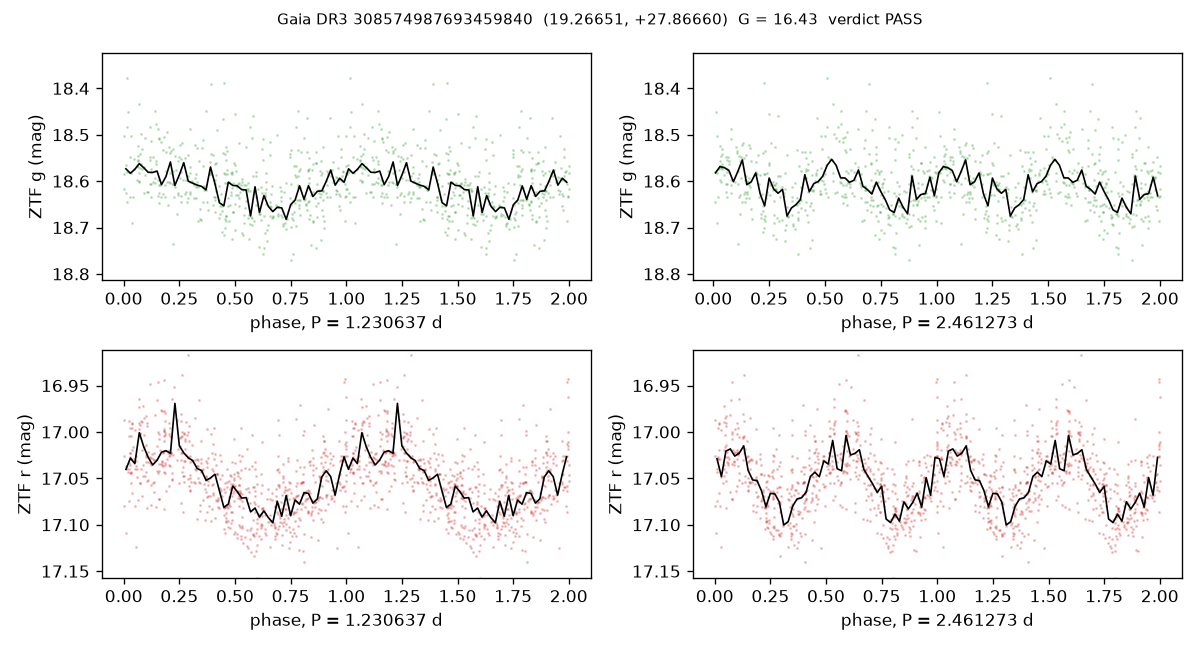 Gaia DR3 308574987693459840 (19.26651, +27.86660) G = 16.43 verdict PASS
ZTF g (mag)
18.4
18.5
18.6
18.7
18.8
0.00 0.25 0.50 0.75 1.00 1.25 1.50 1.75 2.00
phase, P = 1.230637 d
ZTF g (mag)
18.4
18.5
18.6
18.7
18.8
0.00 0.25 0.50 0.75 1.00 1.25 1.50 1.75 2.00
phase, P = 2.461273 d
ZTF r (mag)
16.95
17.00
17.05
17.10
17.15
0.00 0.25 0.50 0.75 1.00 1.25 1.50 1.75 2.00
phase, P = 1.230637 d
ZTF r (mag)
16.95
17.00
17.05
17.10
17.15
0.00 0.25 0.50 0.75 1.00 1.25 1.50 1.75 2.00
phase, P = 2.461273 d